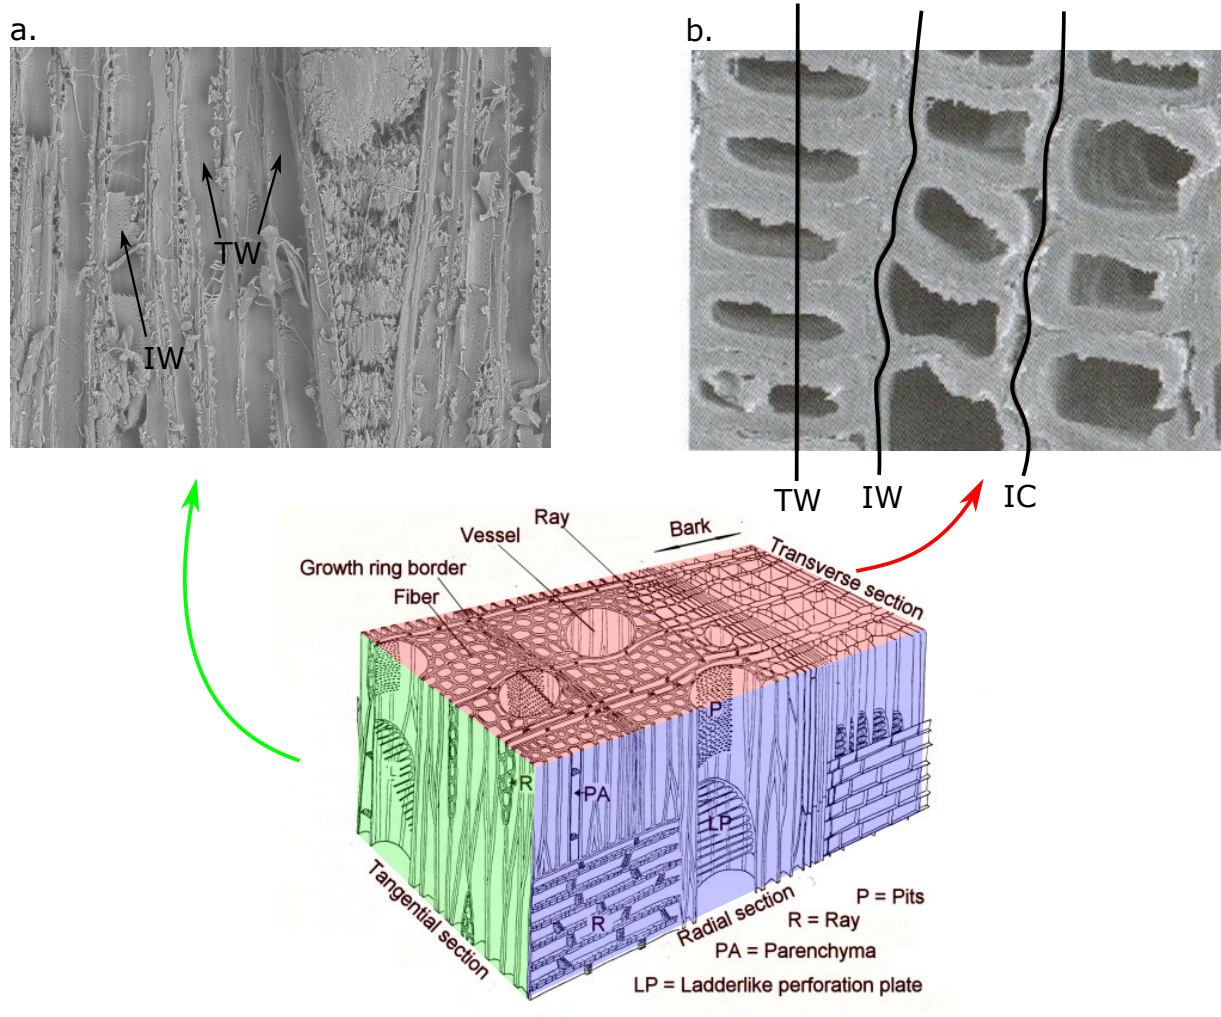 a.
b.
TW
IW
TW
IW
IC
Ray
Vessel
Bark
Growth ring border
Fiber
Transverse section
P
R
PA
LP
R
Tangential section
Radial section
P = Pits
R = Ray
PA = Parenchyma
LP = Ladderlike perforation plate